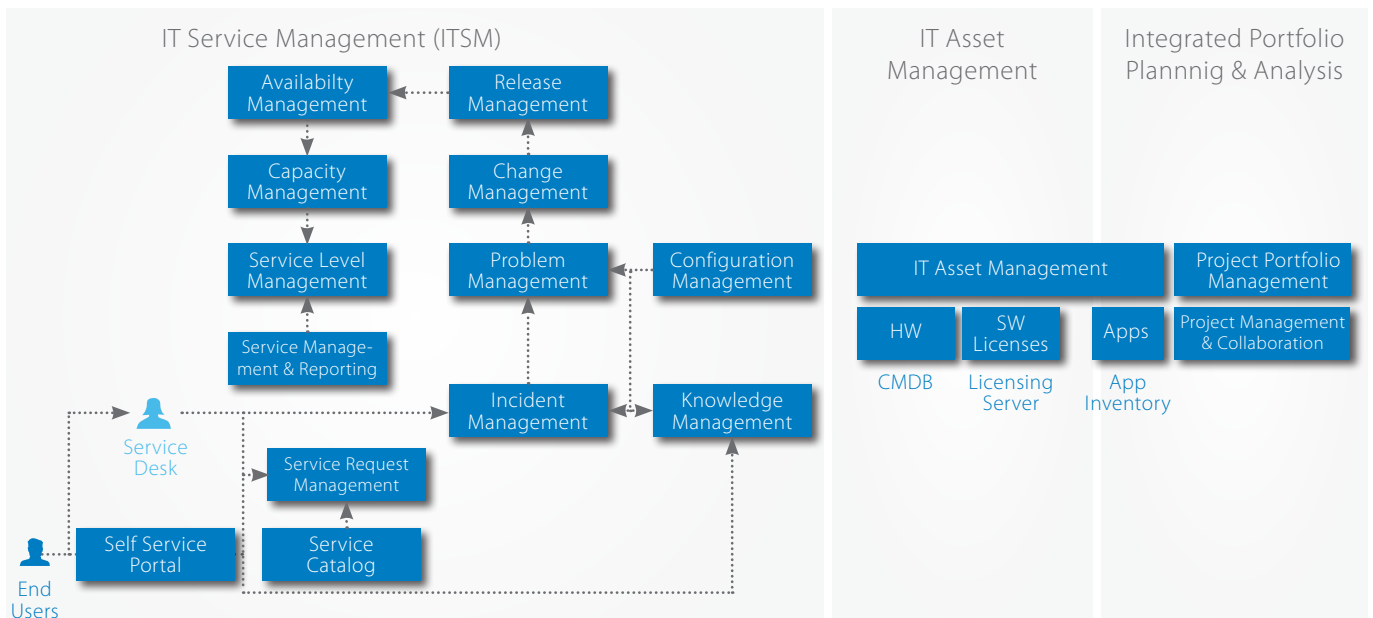 IT Service Management (ITSM)
IT Asset
Management
Integrated Portfolio
Plannnig & Analysis
Availabilty
Management
Release
Management
Capacity
Management
Change
Management
Service Level
Management
Problem
Management
Configuration
Management
IT Asset Management
Project Portfolio
Management
Service Manage-
ment & Reporting
HW
SW
Licenses
Apps
Project Management
& Collaboration
CMDB
Licensing
Server
App
Inventory
Incident
Management
Knowledge
Management
Service
Desk
Service Request
Management
Self Service
Portal
Service
Catalog
End
Users